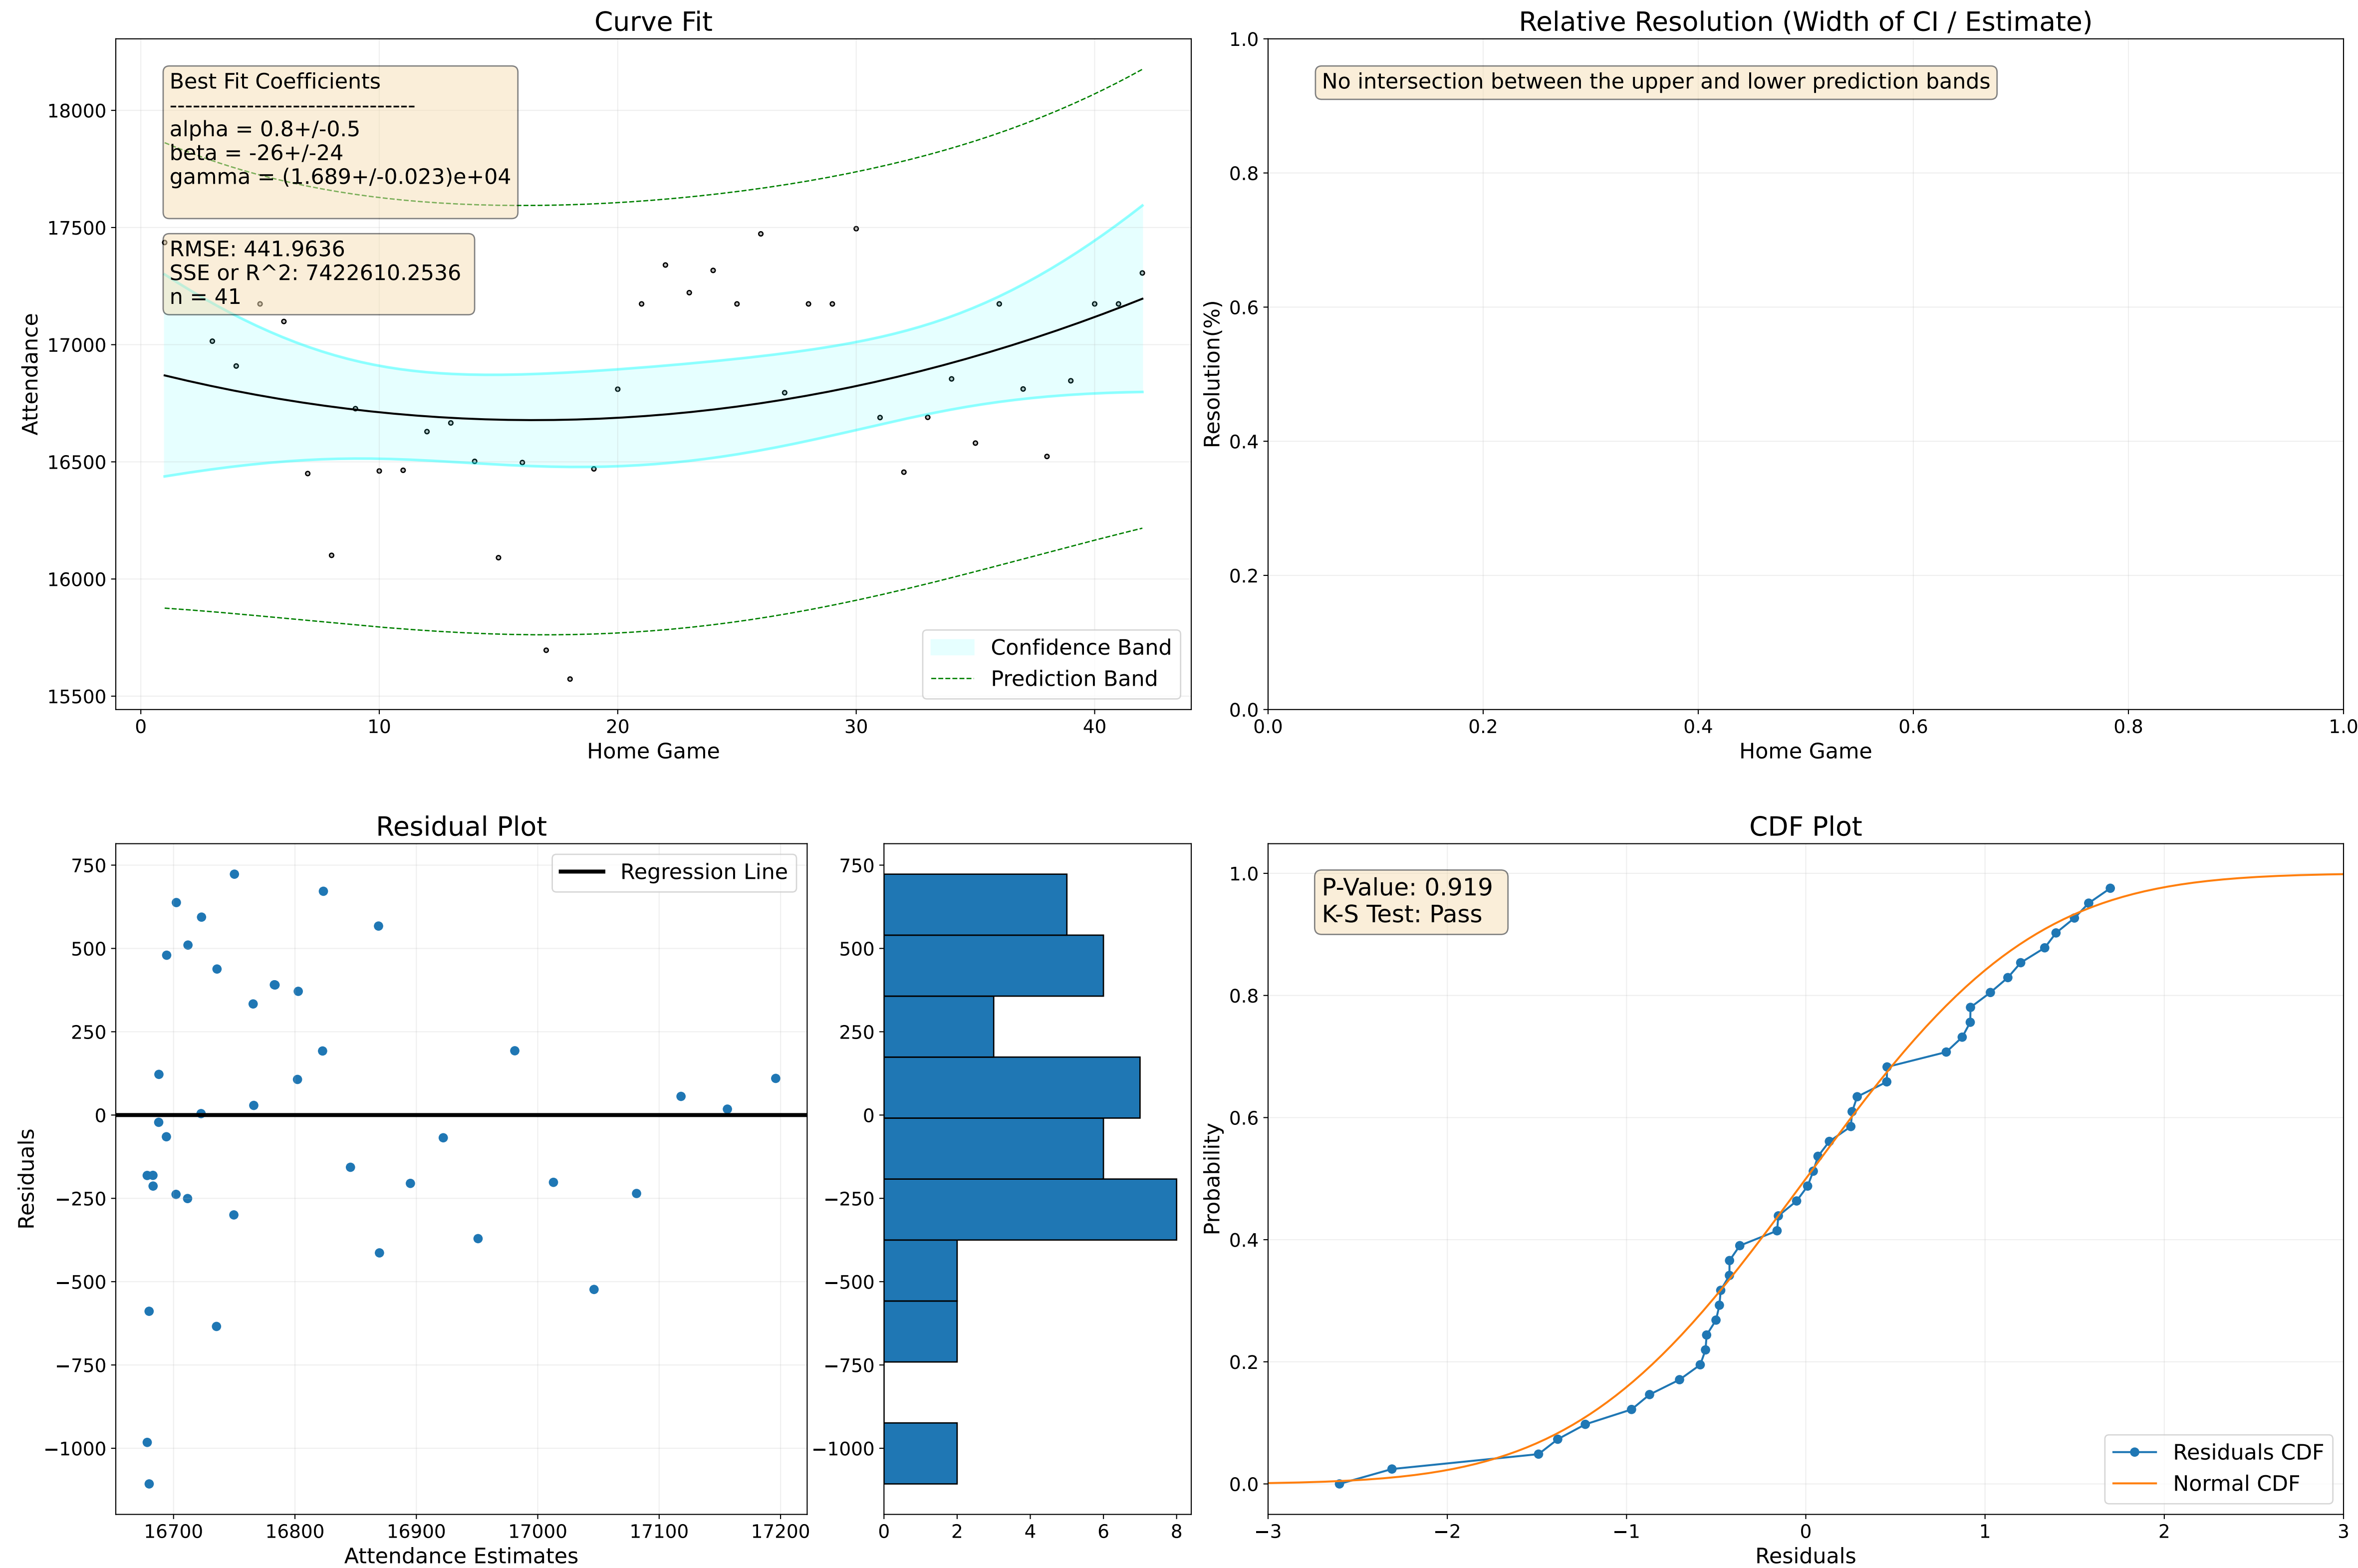 Curve Fit
Best Fit Coefficients
--------------------------------
alpha = 0.8+/-0.5
beta = -26+/-24
gamma = (1.689+/-0.023)e+04
RMSE: 441.9636
SSE or R^2: 7422610.2536
n = 41
Attendance
18000
17500
17000
16500
16000
15500
0 10 20 30 40
Home Game
Confidence Band
Prediction Band
Relative Resolution (Width of CI / Estimate)
No intersection between the upper and lower prediction bands
Resolution(%)
1.0
0.8
0.6
0.4
0.2
0.0
0.0 0.2 0.4 0.6 0.8 1.0
Home Game
Residual Plot
Regression Line
Residuals
750
500
250
0
−250
−500
−750
−1000
16700 16800 16900 17000 17100 17200
Attendance Estimates
750
500
250
0
−250
−500
−750
−1000
0 2 4 6 8
CDF Plot
P-Value: 0.919
K-S Test: Pass
Probability
1.0
0.8
0.6
0.4
0.2
0.0
−3 −2 −1 0 1 2 3
Residuals
Residuals CDF
Normal CDF